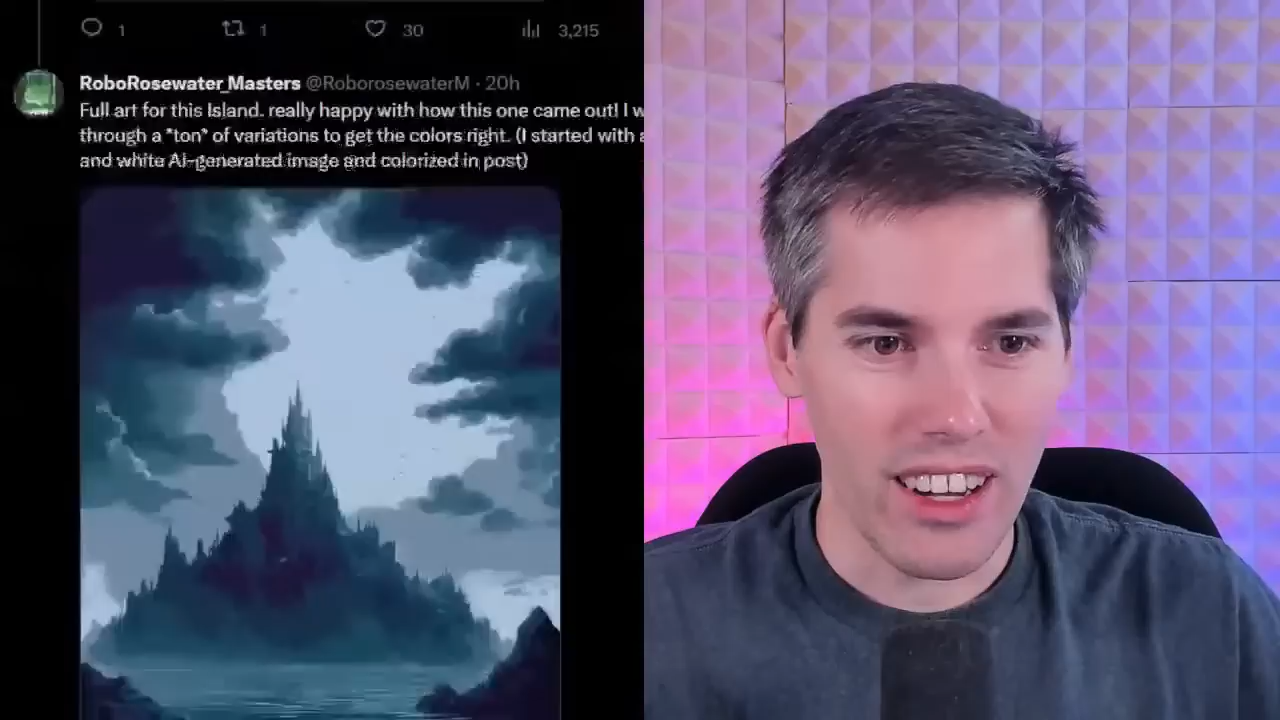 1 1 30 3,215
RoboRosewater_Masters @RoborosewaterM · 20h
Full art for this Island. really happy with how this one came out! I w
through a *ton* of variations to get the colors right. (I started with a
and white AI-generated image and colorized in post)